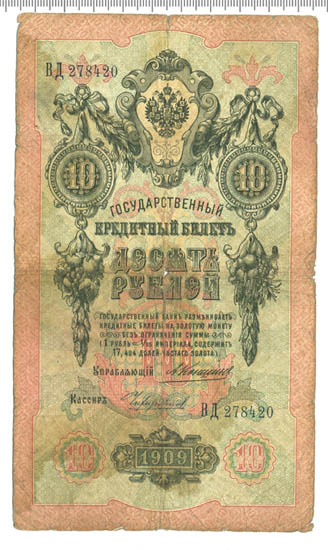 ВД 278420
10 10
ГОСУДАРСТВЕННЫЙ
КРЕДИТНЫЙ БИЛЕТЪ
ДЕСЯТЬ
РУБЛЕЙ
ГОСУДАРСТВЕННЫЙ БАНКЪ РАЗМѢНИВАЕТЪ
КРЕДИТНЫЕ БИЛЕТЫ НА ЗОЛОТУЮ МОНЕТУ
БЕЗЪ ОГРАНИЧЕНІЯ СУММЫ
(1 РУБЛЬ = 1/15 ИМПЕРІАЛА, СОДЕРЖИТЪ
17,424 ДОЛЕЙ ЧИСТАГО ЗОЛОТА).
УПРАВЛЯЮЩІЙ
КАССИРЪ
ВД 278420
10 1909 10